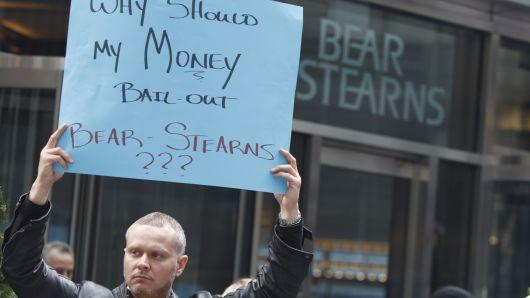 WHY SHOULD
MY MONEY
BAIL-OUT
BEAR-STEARNS
???
BEAR
STEARNS